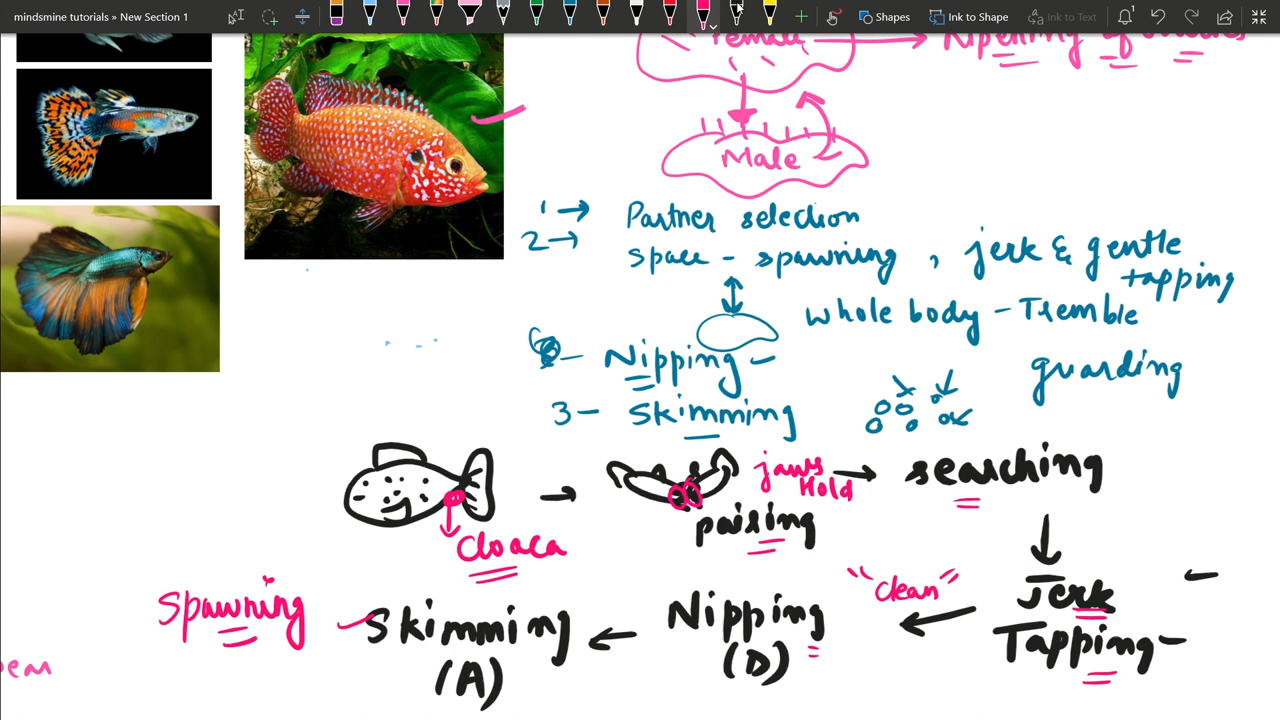 mindsmine tutorials » New Section 1
Shapes
Ink to Shape
Ink to Text
Female → Ripening of
Male
1 → Partner selection
2 → space - spawning, jerk & gentle
tapping
whole body - Tremble
- Nipping -
guarding
3 - Skimming
jaws
Hold
searching
pairing
Cloaca
"clean"
Jerk
Tapping -
Nipping
(D)
Skimming
(A)
Spawning